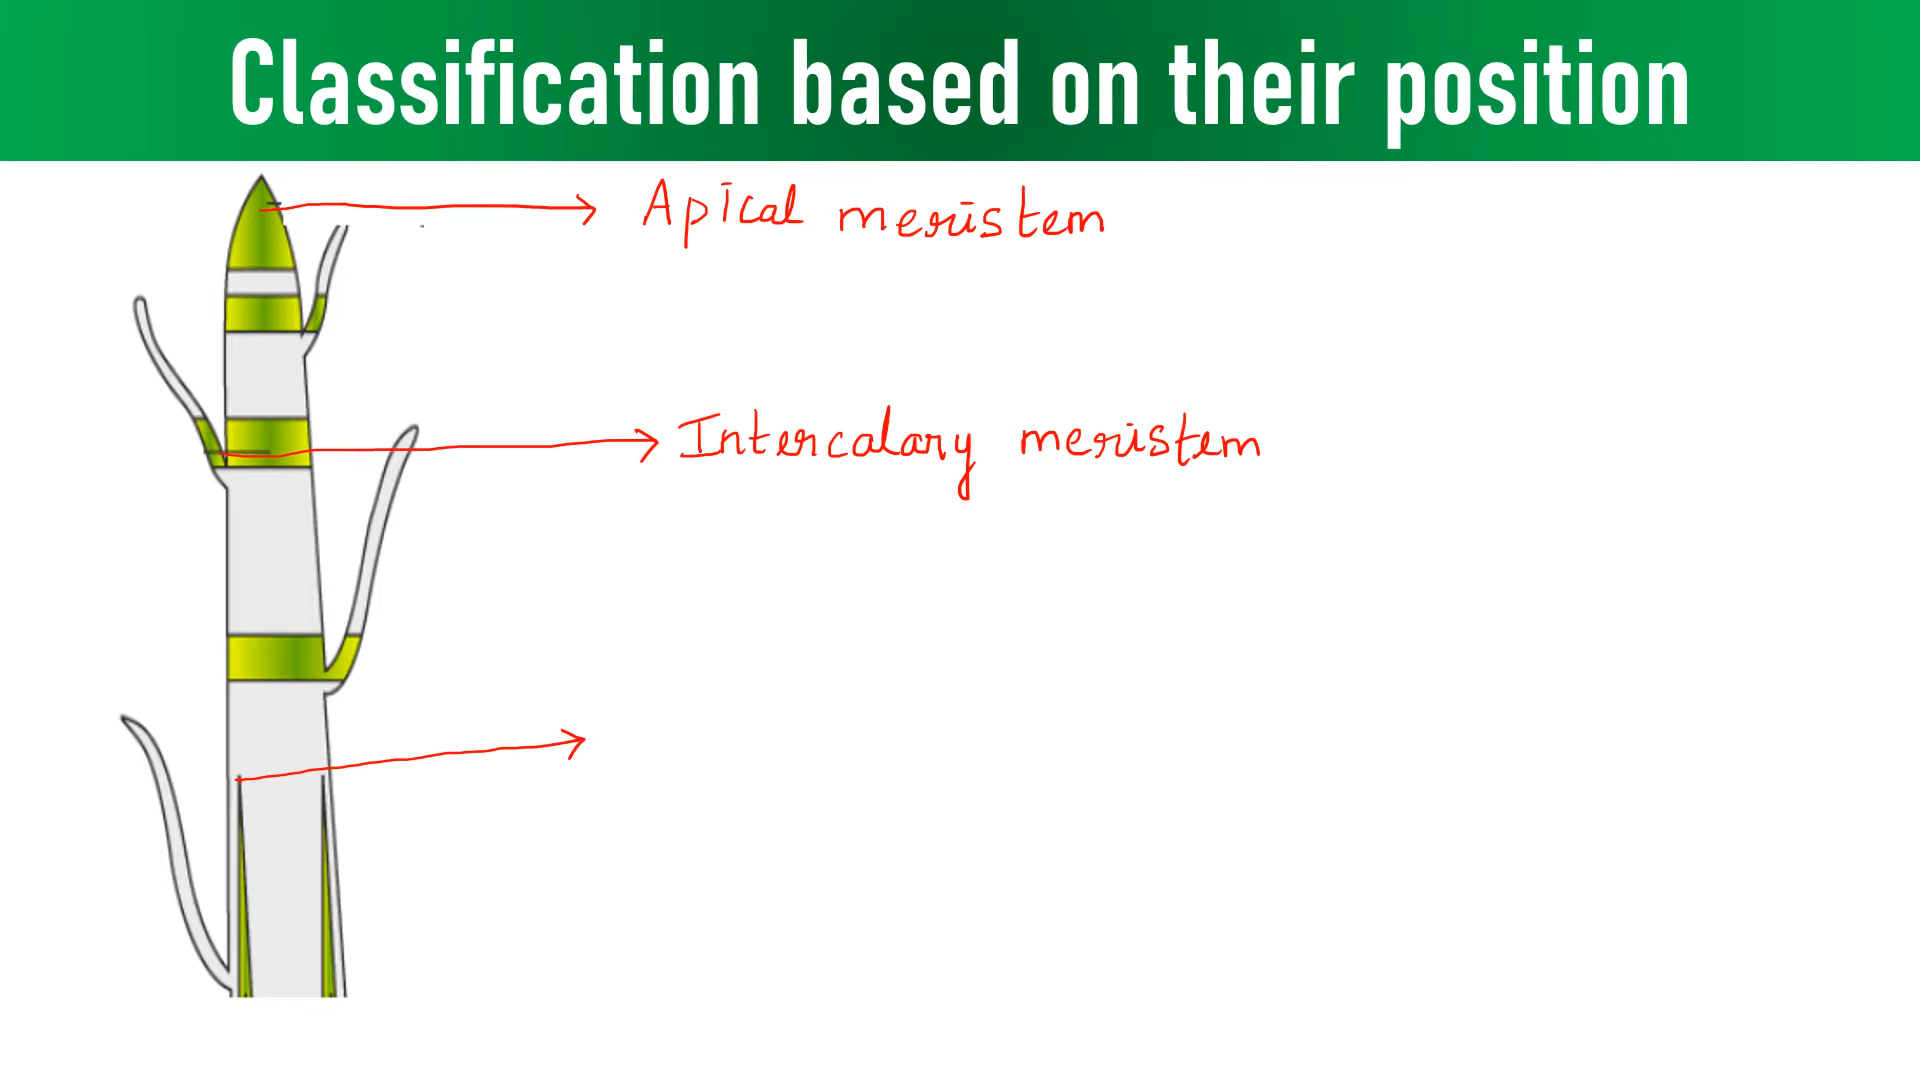 Classification based on their position
Apical meristem
Intercalary meristem